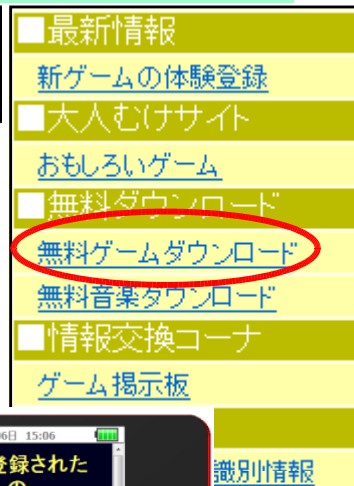 ■最新情報
新ゲームの体験登録
■大人むけサイト
おもしろいゲーム
■無料ダウンロード
無料ゲームダウンロード
無料音楽ダウンロード
■情報交換コーナ
ゲーム掲示板
識別情報
6日 15:06
登録された
の